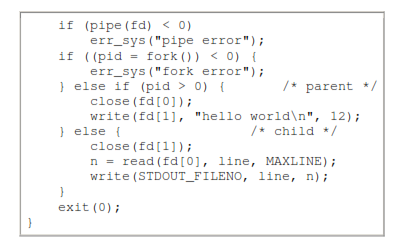 if (pipe(fd) < 0)
err_sys("pipe error");
if ((pid = fork()) < 0) {
err_sys("fork error");
} else if (pid > 0) { /* parent */
close(fd[0]);
write(fd[1], "hello world\n", 12);
} else { /* child */
close(fd[1]);
n = read(fd[0], line, MAXLINE);
write(STDOUT_FILENO, line, n);
}
exit(0);
}